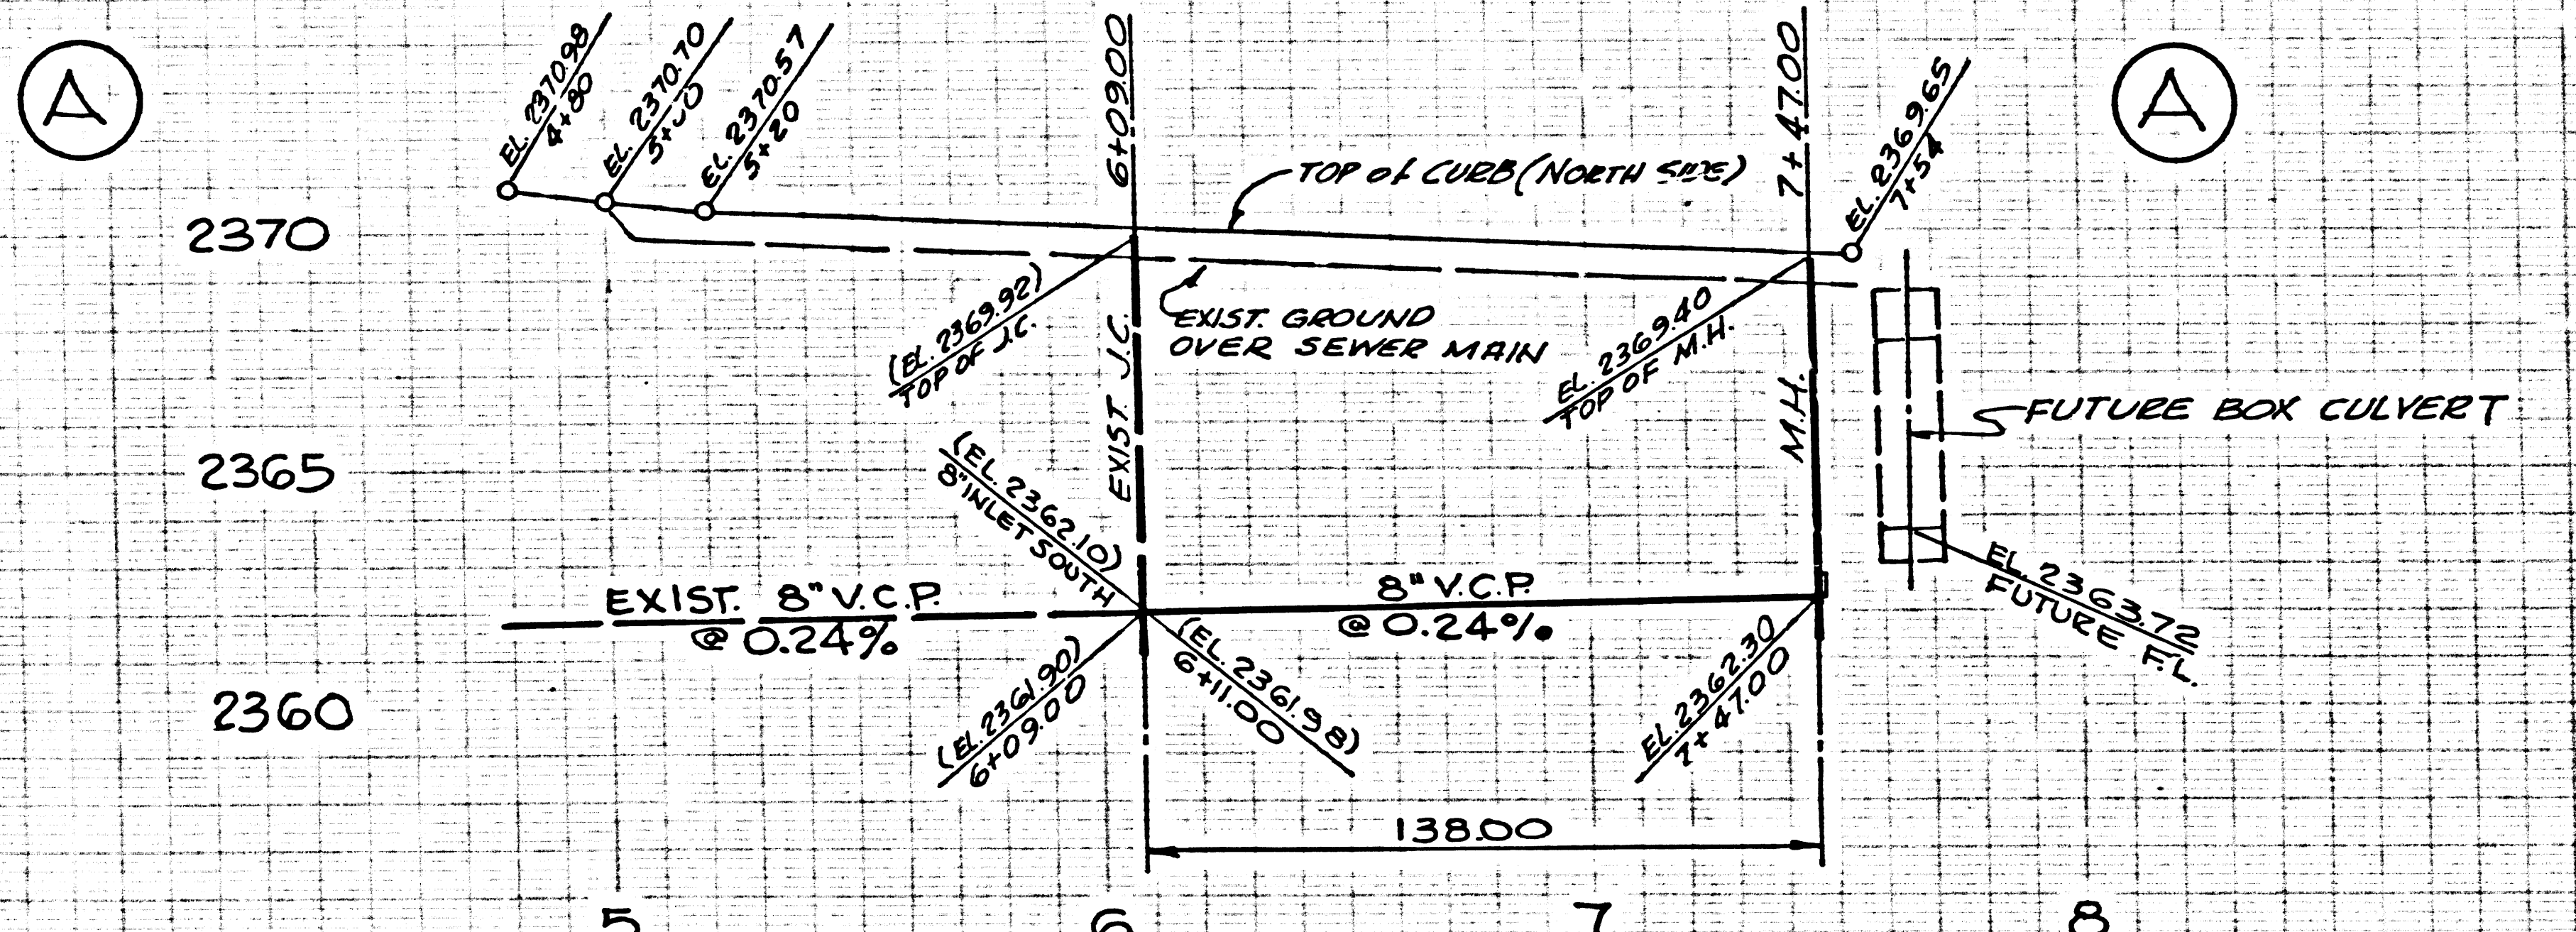 A
EL. 2370.98
4+80
EL. 2370.70
5+00
EL. 2370.57
5+20
6+09.00
7+47.00
EL. 2369.65
7+54
A
TOP of CURB (NORTH SIDE)
2370
(EL. 2369.92)
TOP OF J.C.
EXIST. J.C.
EXIST. GROUND
OVER SEWER MAIN
EL. 2369.40
TOP OF M.H.
M.H.
FUTURE BOX CULVERT
2365
(EL. 2362.10)
8" INLET SOUTH
EXIST. 8" V.C.P.
@ 0.24%
8" V.C.P.
@ 0.24%
EL. 2363.72
FUTURE F.L.
2360
(EL. 2361.90)
6+09.00
(EL. 2361.98)
6+11.00
EL. 2362.30
7+47.00
138.00
5
6
7
8